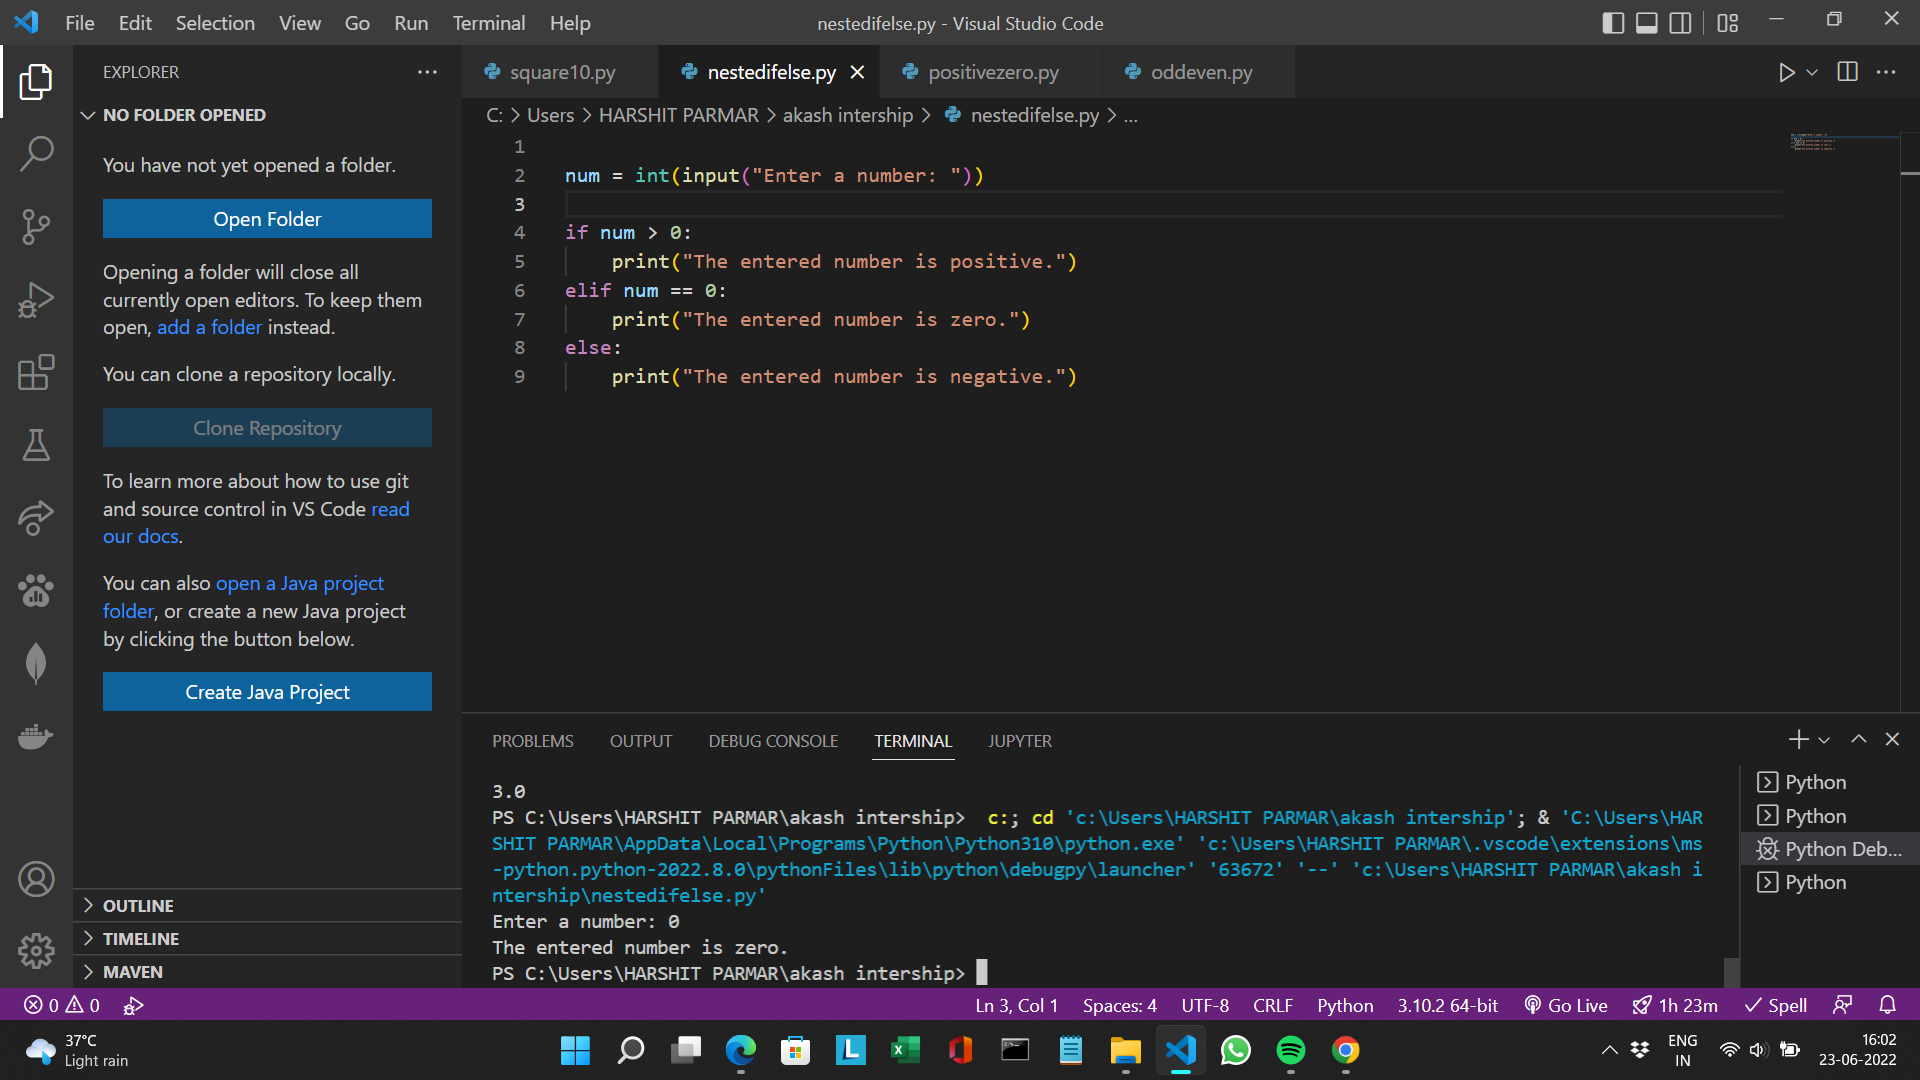 File Edit Selection View Go Run Terminal Help
nestedifelse.py - Visual Studio Code
EXPLORER
NO FOLDER OPENED
You have not yet opened a folder.
Open Folder
Opening a folder will close all
currently open editors. To keep them
open, add a folder instead.
You can clone a repository locally.
Clone Repository
To learn more about how to use git
and source control in VS Code read
our docs.
You can also open a Java project
folder, or create a new Java project
by clicking the button below.
Create Java Project
OUTLINE
TIMELINE
MAVEN
square10.py nestedifelse.py positivezero.py oddeven.py
C: > Users > HARSHIT PARMAR > akash intership > nestedifelse.py > ...
1
2 num = int(input("Enter a number: "))
3
4 if num > 0:
5     print("The entered number is positive.")
6 elif num == 0:
7     print("The entered number is zero.")
8 else:
9     print("The entered number is negative.")
PROBLEMS OUTPUT DEBUG CONSOLE TERMINAL JUPYTER
3.0
PS C:\Users\HARSHIT PARMAR\akash intership>  c:; cd 'c:\Users\HARSHIT PARMAR\akash intership'; & 'C:\Users\HAR
SHIT PARMAR\AppData\Local\Programs\Python\Python310\python.exe' 'c:\Users\HARSHIT PARMAR\.vscode\extensions\ms
-python.python-2022.8.0\pythonFiles\lib\python\debugpy\launcher' '63672' '--' 'c:\Users\HARSHIT PARMAR\akash i
ntership\nestedifelse.py'
Enter a number: 0
The entered number is zero.
PS C:\Users\HARSHIT PARMAR\akash intership>
Python
Python
Python Deb...
Python
0 0 Ln 3, Col 1 Spaces: 4 UTF-8 CRLF Python 3.10.2 64-bit Go Live 1h 23m Spell
37°C
Light rain
L
ENG
IN
16:02
23-06-2022